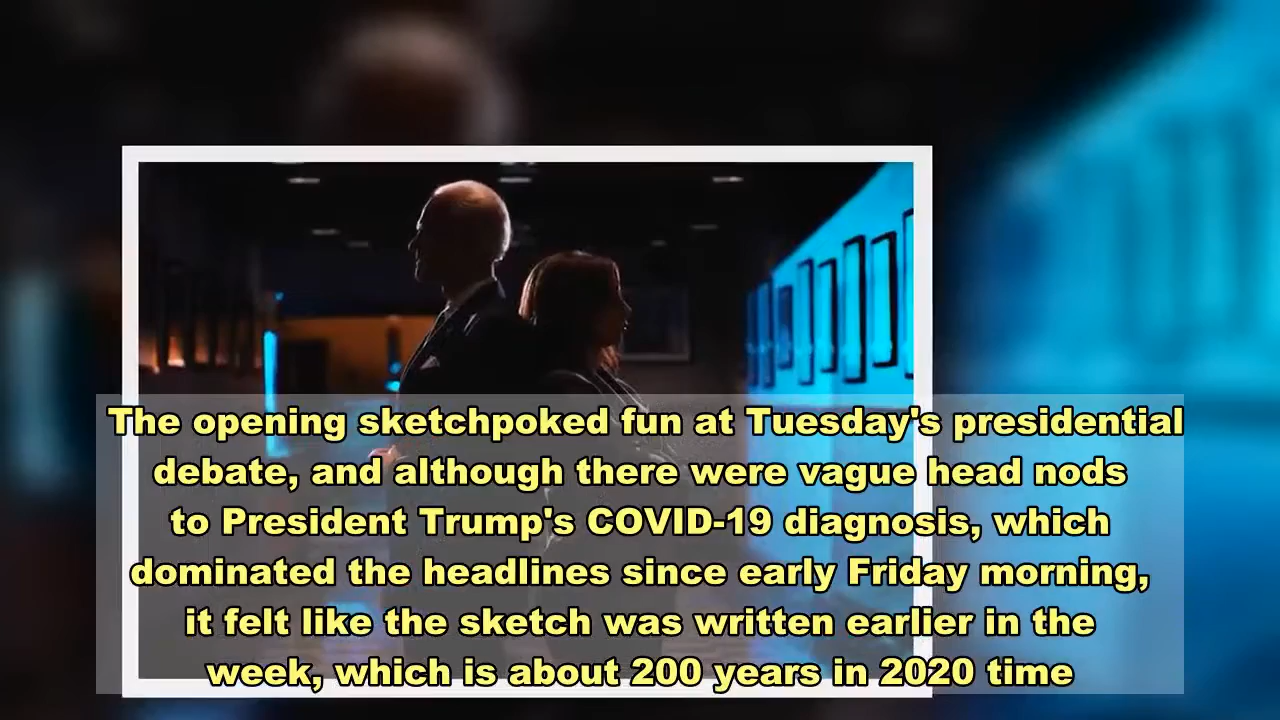 The opening sketchpoked fun at Tuesday's presidential
debate, and although there were vague head nods
to President Trump's COVID-19 diagnosis, which
dominated the headlines since early Friday morning,
it felt like the sketch was written earlier in the
week, which is about 200 years in 2020 time